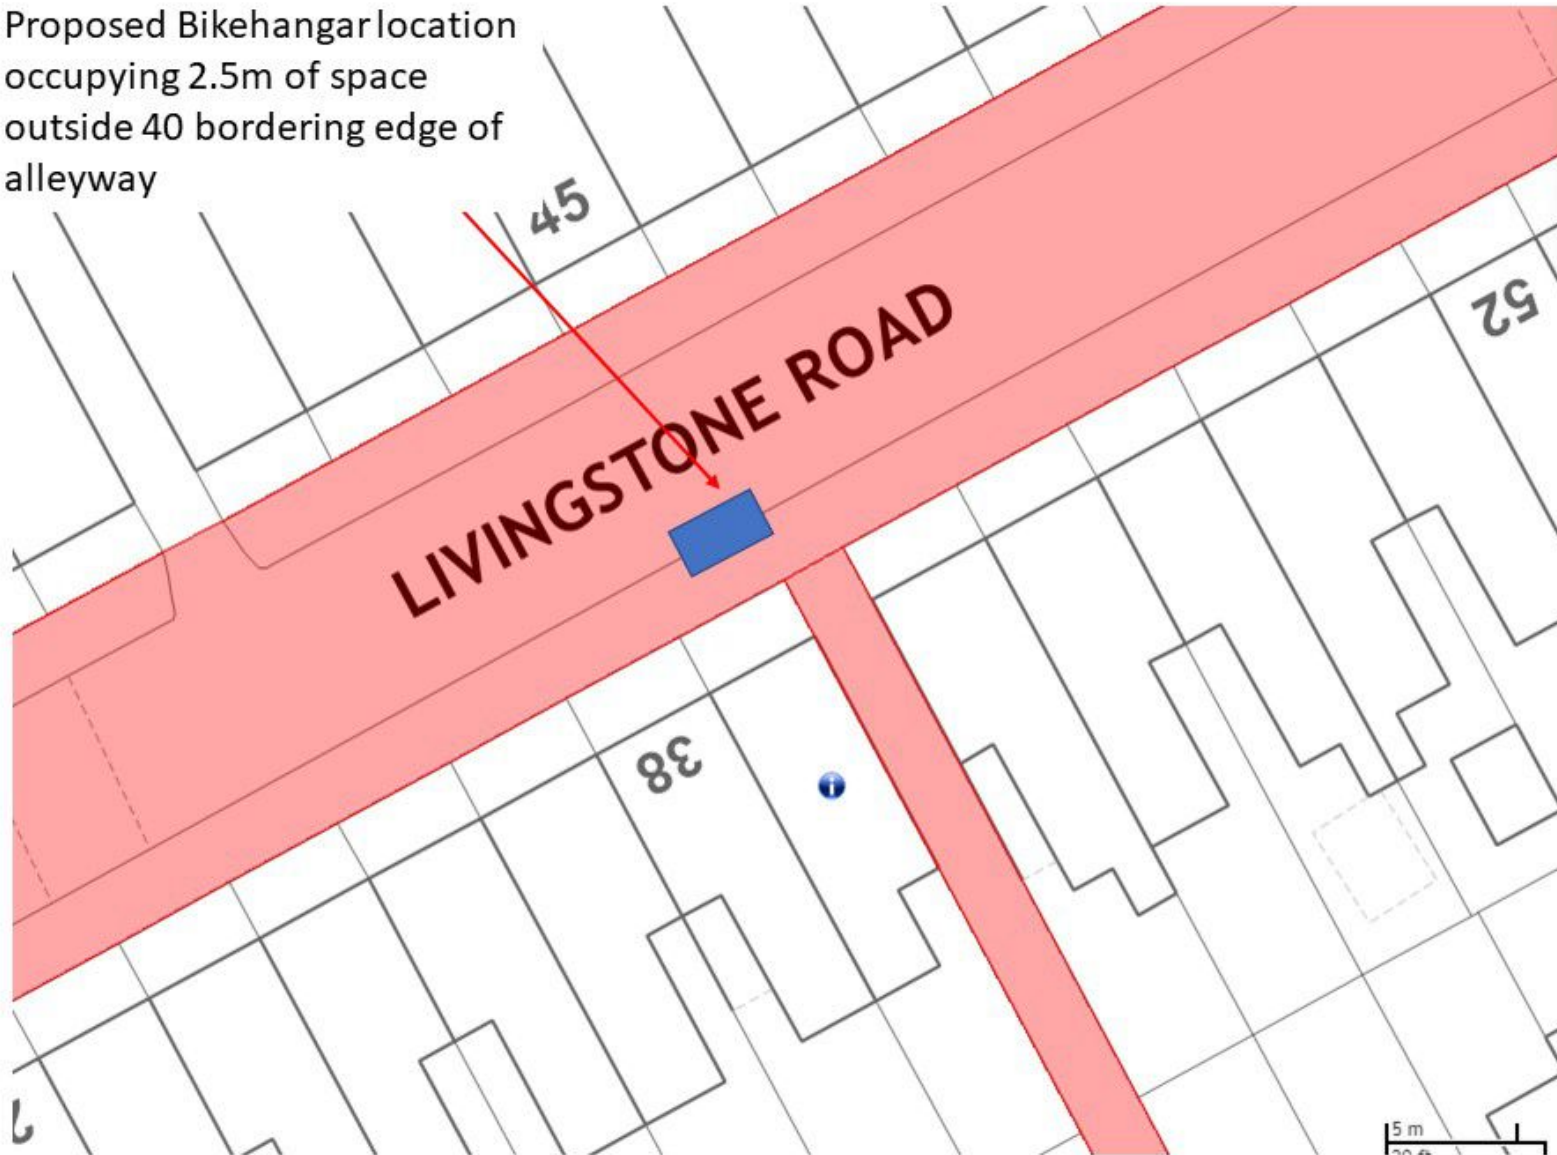 Proposed Bikehangar location
occupying 2.5m of space
outside 40 bordering edge of
alleyway
45
LIVINGSTONE ROAD
52
38
i
5 m